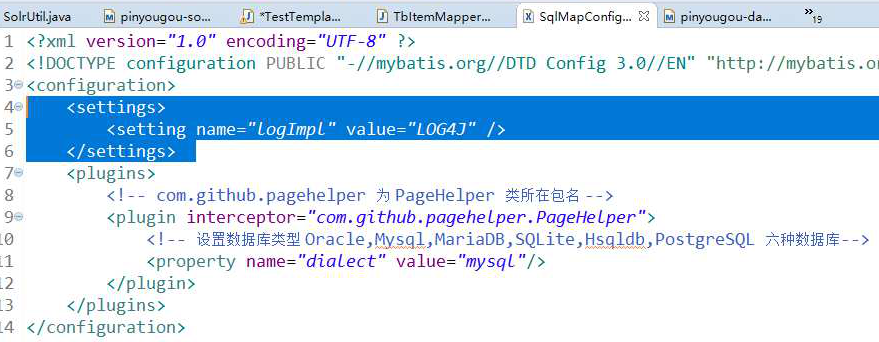 SolrUtil.java pinyougou-so... *TestTempla... TbItemMapper... SqlMapConfig... pinyougou-da... »19
1 <?xml version="1.0" encoding="UTF-8" ?>
2 <!DOCTYPE configuration PUBLIC "-//mybatis.org//DTD Config 3.0//EN" "http://mybatis.or
3 <configuration>
4 <settings>
5 <setting name="logImpl" value="LOG4J" />
6 </settings>
7 <plugins>
8 <!-- com.github.pagehelper 为 PageHelper 类所在包名 -->
9 <plugin interceptor="com.github.pagehelper.PageHelper">
10 <!-- 设置数据库类型 Oracle,Mysql,MariaDB,SQLite,Hsqldb,PostgreSQL 六种数据库-->
11 <property name="dialect" value="mysql"/>
12 </plugin>
13 </plugins>
14 </configuration>